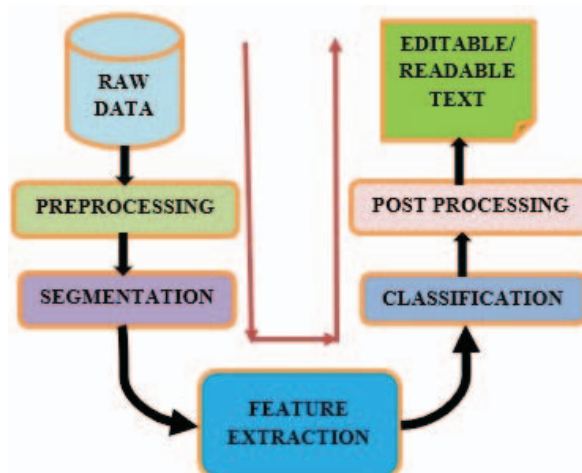 RAW
DATA
PREPROCESSING
SEGMENTATION
FEATURE
EXTRACTION
CLASSIFICATION
POST PROCESSING
EDITABLE/
READABLE
TEXT